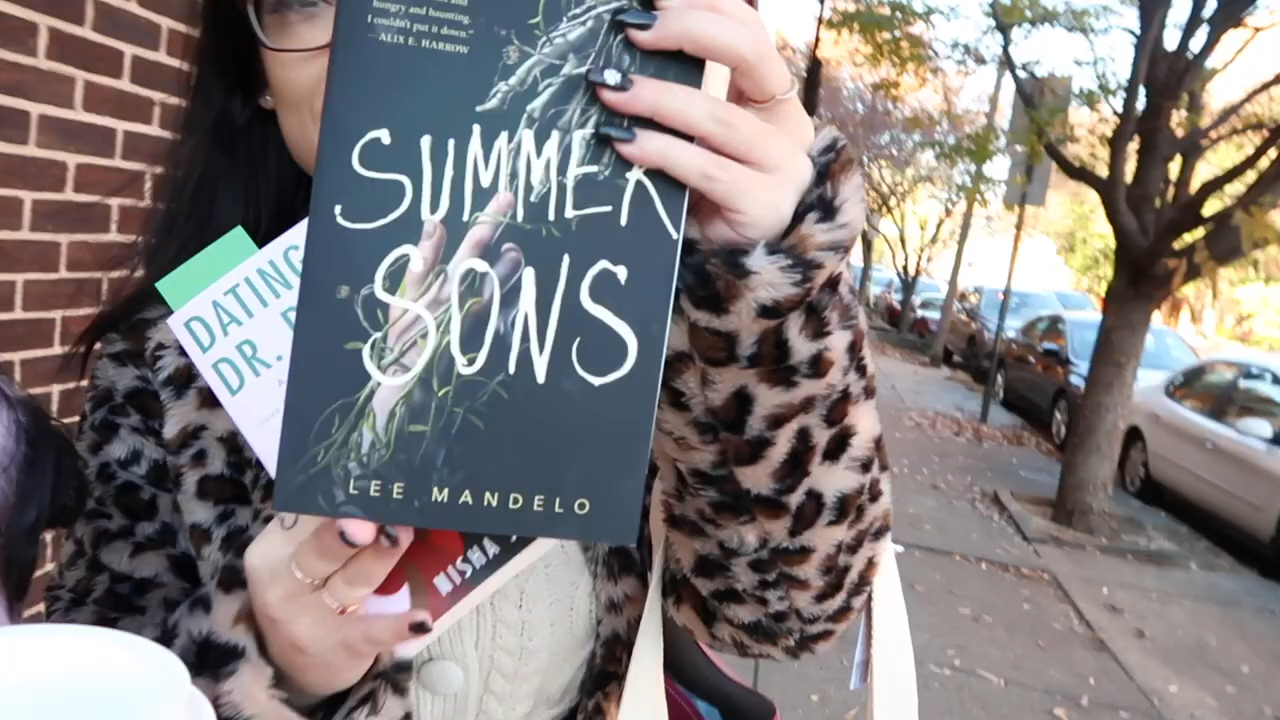 hungry and haunting.
I couldn't put it down."
—ALIX E. HARROW
SUMMER
SONS
LEE MANDELO
DATING
DR.
NISHA